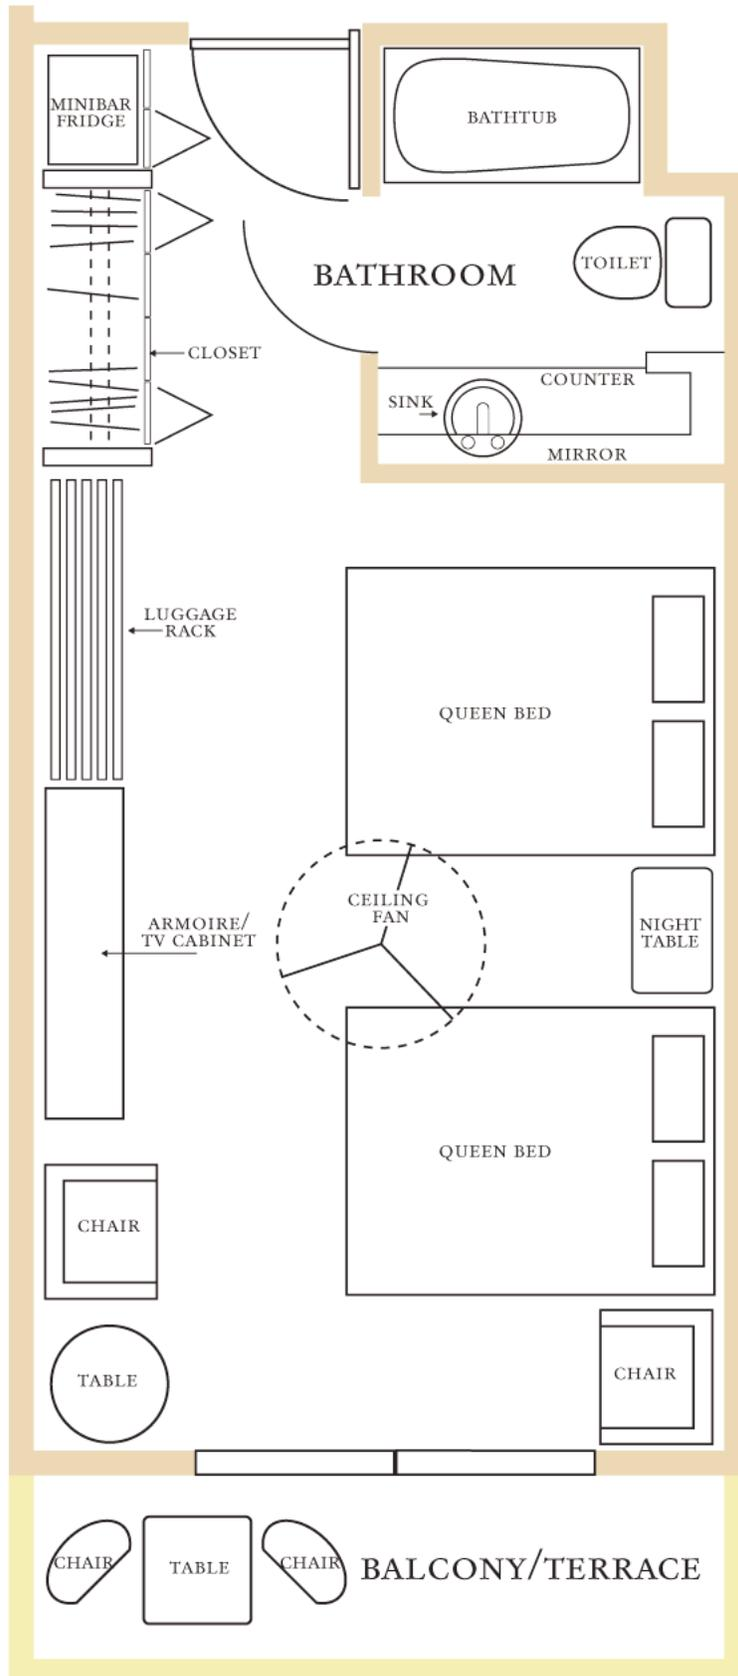 MINIBAR
FRIDGE
BATHTUB
BATHROOM
TOILET
CLOSET
COUNTER
SINK
MIRROR
LUGGAGE
RACK
QUEEN BED
CEILING
FAN
ARMOIRE/
TV CABINET
NIGHT
TABLE
QUEEN BED
CHAIR
TABLE
CHAIR
CHAIR
TABLE
CHAIR
BALCONY/TERRACE